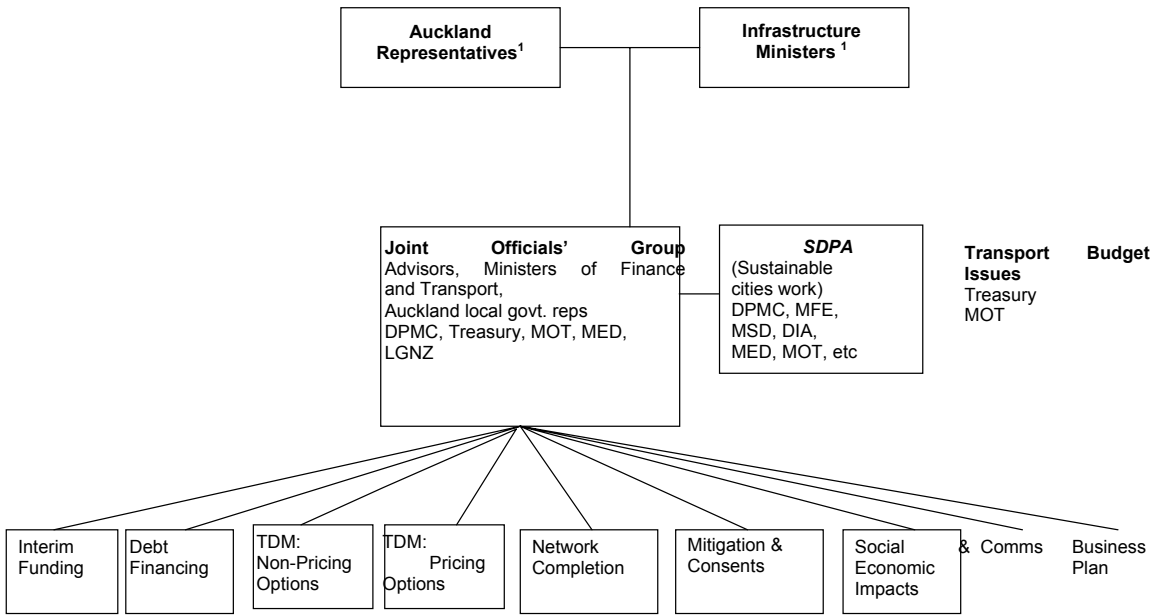 Auckland
Representatives1
Infrastructure
Ministers 1
Joint Officials' Group
Advisors, Ministers of Finance
and Transport,
Auckland local govt. reps
DPMC, Treasury, MOT, MED,
LGNZ
SDPA
(Sustainable
cities work)
DPMC, MFE,
MSD, DIA,
MED, MOT, etc
Transport Budget
Issues
Treasury
MOT
Interim
Funding
Debt
Financing
TDM:
Non-Pricing
Options
TDM:
Pricing
Options
Network
Completion
Mitigation &
Consents
Social &
Economic
Impacts
Comms
Business
Plan